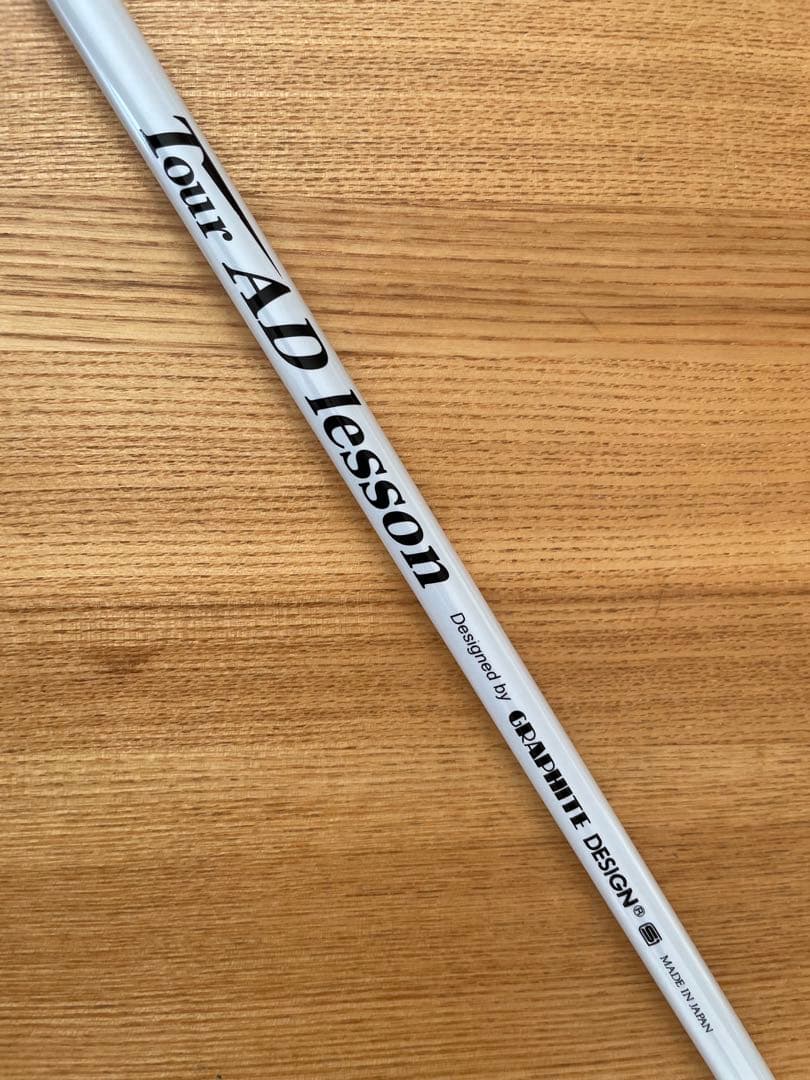 Tour AD lesson
Designed by GRAPHITE DESIGN® S MADE IN JAPAN